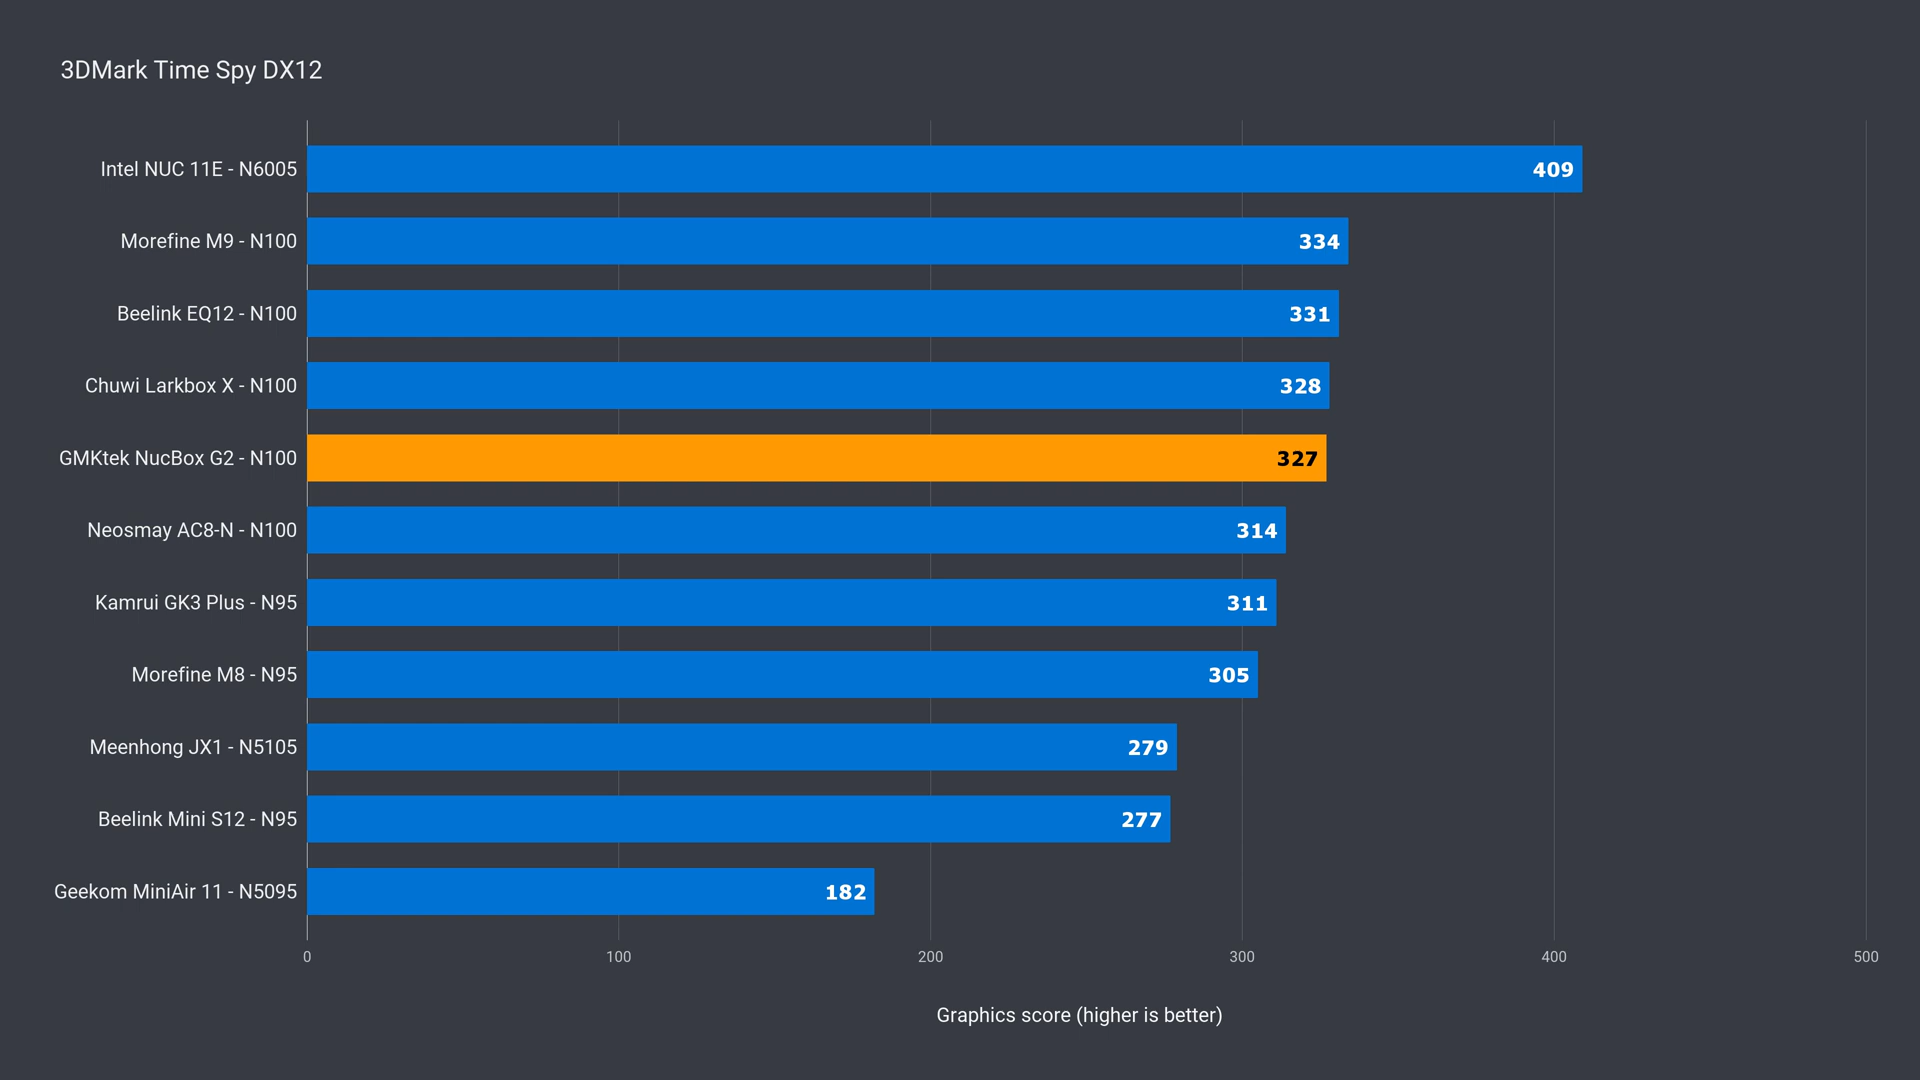 3DMark Time Spy DX12
Intel NUC 11E - N6005 409
Morefine M9 - N100 334
Beelink EQ12 - N100 331
Chuwi Larkbox X - N100 328
GMKtek NucBox G2 - N100 327
Neosmay AC8-N - N100 314
Kamrui GK3 Plus - N95 311
Morefine M8 - N95 305
Meenhong JX1 - N5105 279
Beelink Mini S12 - N95 277
Geekom MiniAir 11 - N5095 182
0 100 200 300 400 500
Graphics score (higher is better)